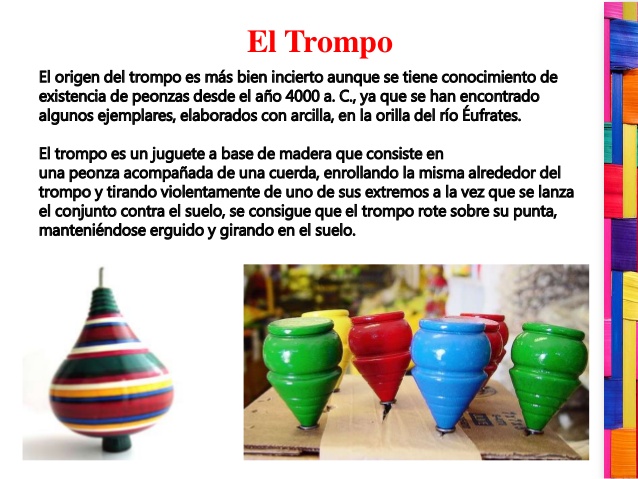 El Trompo
El origen del trompo es más bien incierto aunque se tiene conocimiento de
existencia de peonzas desde el año 4000 a. C., ya que se han encontrado
algunos ejemplares, elaborados con arcilla, en la orilla del río Éufrates.
El trompo es un juguete a base de madera que consiste en
una peonza acompañada de una cuerda, enrollando la misma alrededor del
trompo y tirando violentamente de uno de sus extremos a la vez que se lanza
el conjunto contra el suelo, se consigue que el trompo rote sobre su punta,
manteniéndose erguido y girando en el suelo.